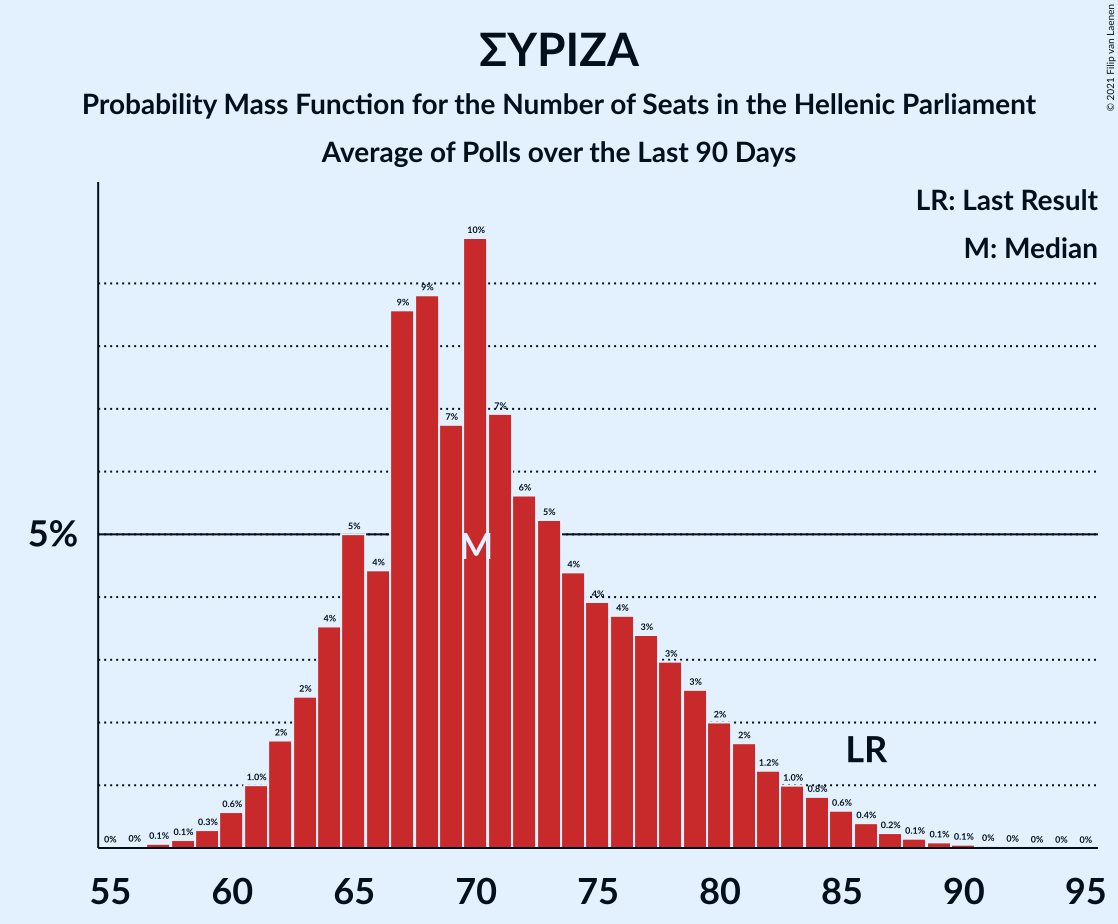 ΣΥΡΙΖΑ
Probability Mass Function for the Number of Seats in the Hellenic Parliament
Average of Polls over the Last 90 Days
© 2021 Filip van Laenen
LR: Last Result
M: Median
5%
0% 0% 0.1% 0.1% 0.3% 0.6% 1.0% 2% 2% 4% 5% 4% 9% 9% 7% 10% 7% 6% 5% 4% 4% 4% 3% 3% 3% 2% 2% 1.2% 1.0% 0.8% 0.6% 0.4% 0.2% 0.1% 0.1% 0.1% 0% 0% 0% 0% 0%
M
LR
55 60 65 70 75 80 85 90 95